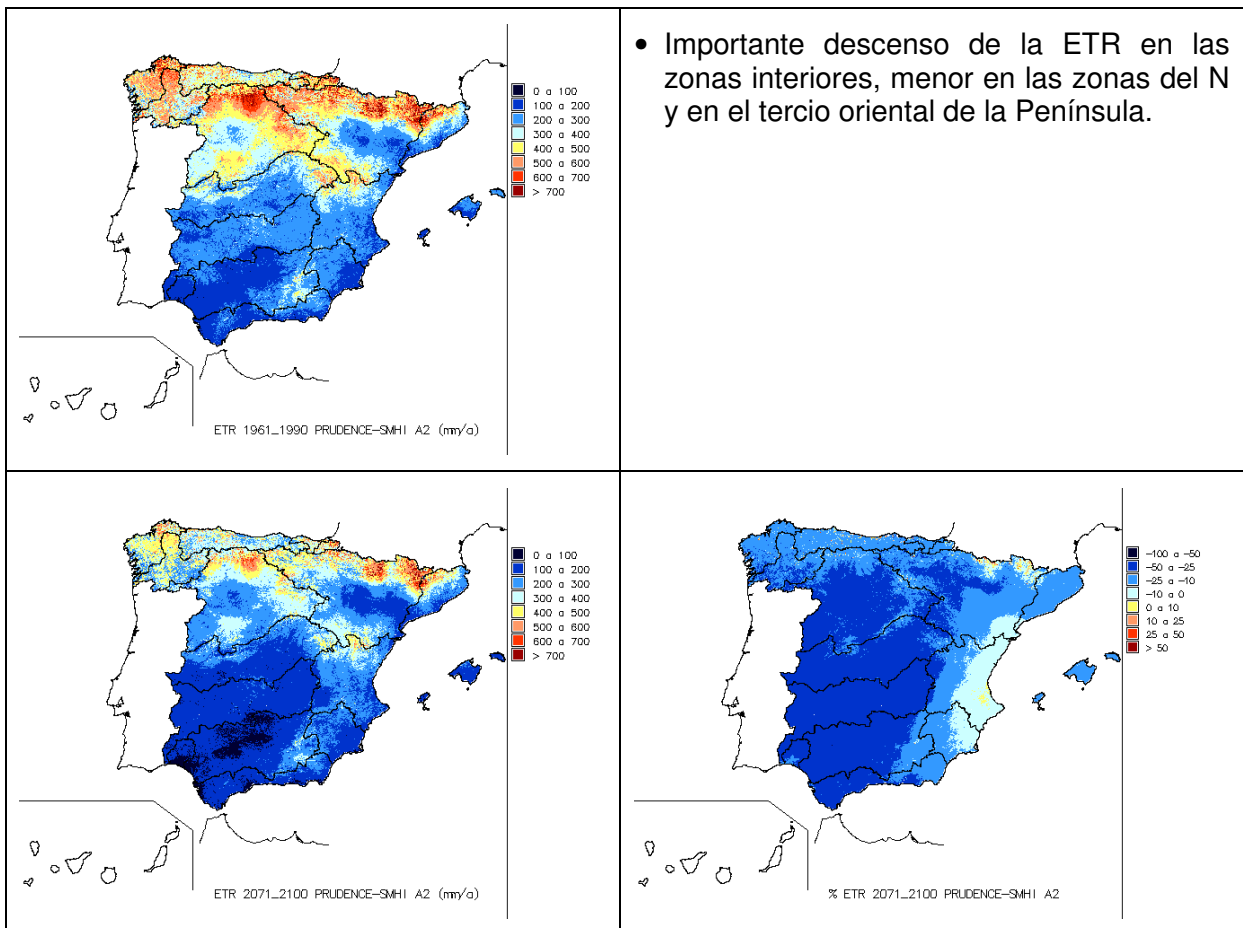 0 a 100
100 a 200
200 a 300
300 a 400
400 a 500
500 a 600
600 a 700
> 700
ETR 1961_1990 PRUDENCE-SMHI A2 (mm/a)
• Importante descenso de la ETR en las
zonas interiores, menor en las zonas del N
y en el tercio oriental de la Península.
0 a 100
100 a 200
200 a 300
300 a 400
400 a 500
500 a 600
600 a 700
> 700
ETR 2071_2100 PRUDENCE-SMHI A2 (mm/a)
-100 a -50
-50 a -25
-25 a -10
-10 a 0
0 a 10
10 a 25
25 a 50
> 50
% ETR 2071_2100 PRUDENCE-SMHI A2